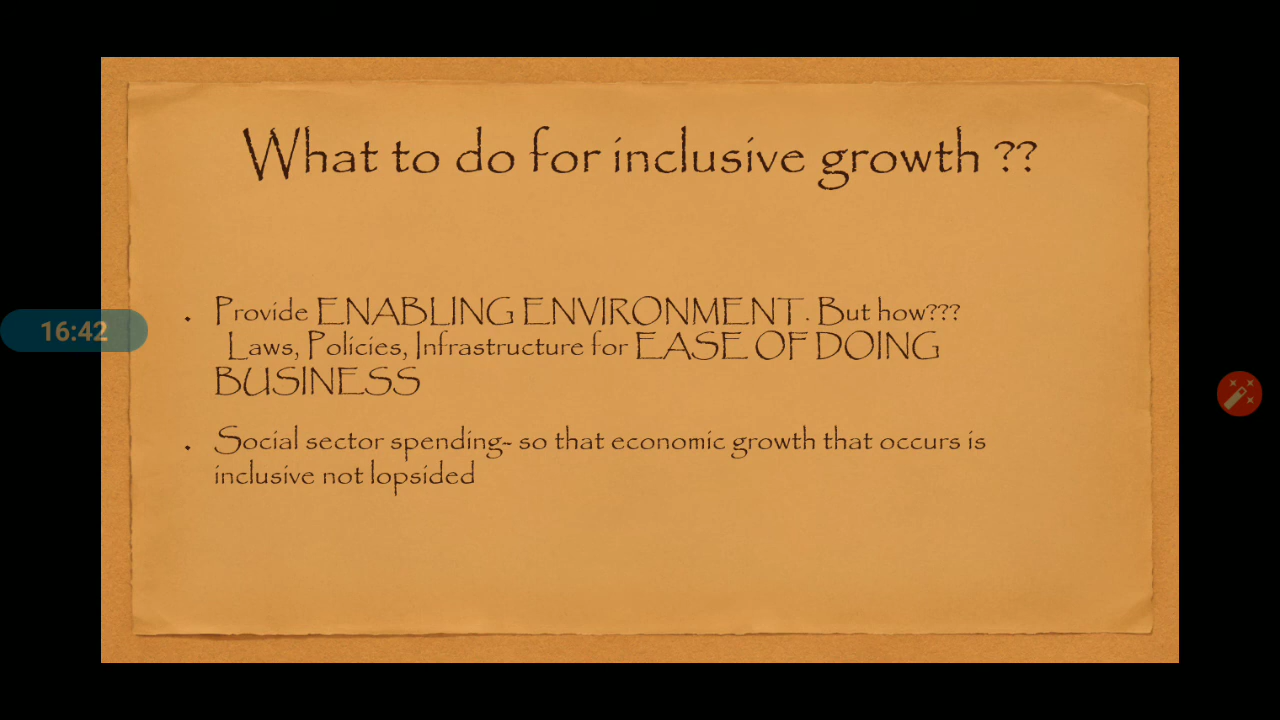 What to do for inclusive growth ??
• Provide ENABLING ENVIRONMENT. But how???
Laws, Policies, Infrastructure for EASE OF DOING
BUSINESS
• Social sector spending- so that economic growth that occurs is
inclusive not lopsided
16:42